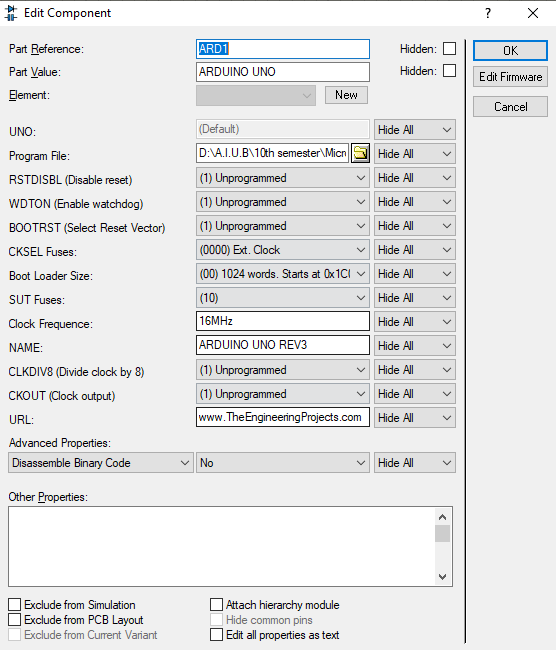 Edit Component ? ×
Part Reference: ARD1 Hidden:
Part Value: ARDUINO UNO Hidden:
Element: New
UNO: (Default) Hide All
Program File: D:\A.I.U.B\10th semester\Micr Hide All
RSTDISBL (Disable reset) (1) Unprogrammed Hide All
WDTON (Enable watchdog) (1) Unprogrammed Hide All
BOOTRST (Select Reset Vector) (1) Unprogrammed Hide All
CKSEL Fuses: (0000) Ext. Clock Hide All
Boot Loader Size: (00) 1024 words. Starts at 0x1C( Hide All
SUT Fuses: (10) Hide All
Clock Frequence: 16MHz Hide All
NAME: ARDUINO UNO REV3 Hide All
CLKDIV8 (Divide clock by 8) (1) Unprogrammed Hide All
CKOUT (Clock output) (1) Unprogrammed Hide All
URL: www.TheEngineeringProjects.com Hide All
Advanced Properties:
Disassemble Binary Code No Hide All
Other Properties:
Exclude from Simulation Attach hierarchy module
Exclude from PCB Layout Hide common pins
Exclude from Current Variant Edit all properties as text
OK
Edit Firmware
Cancel